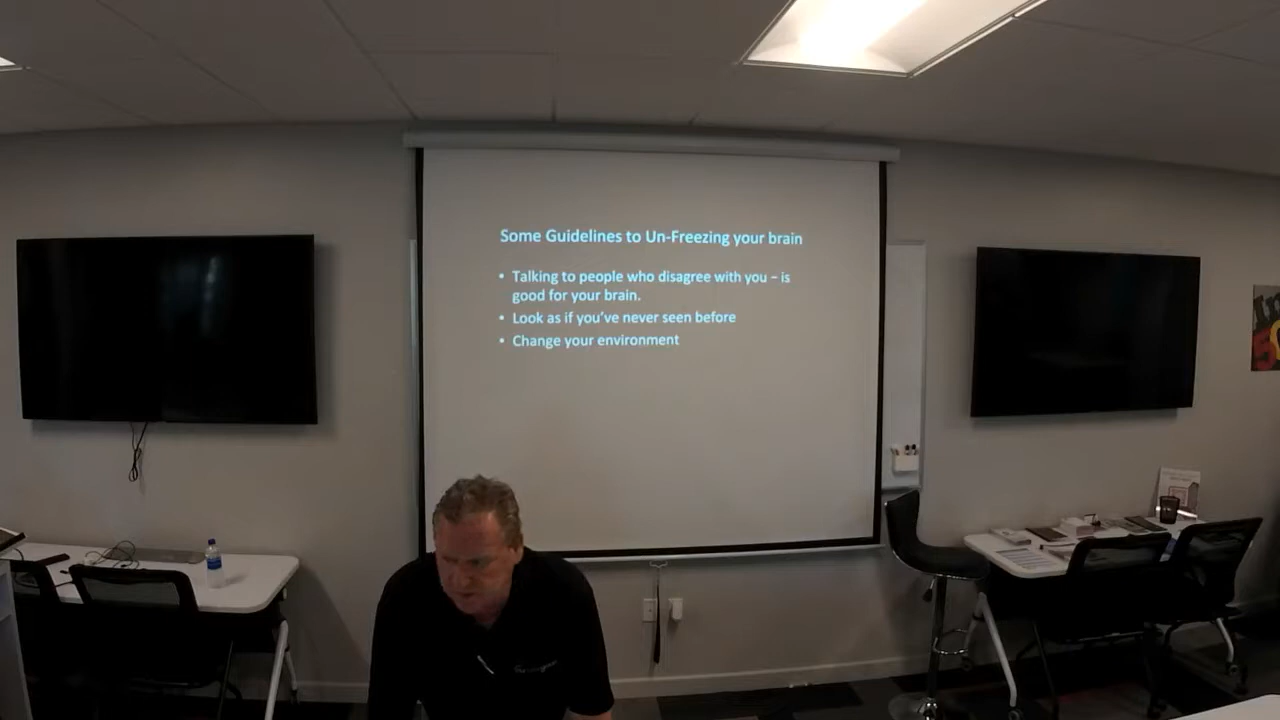 Some Guidelines to Un-Freezing your brain
• Talking to people who disagree with you – is
good for your brain.
• Look as if you've never seen before
• Change your environment